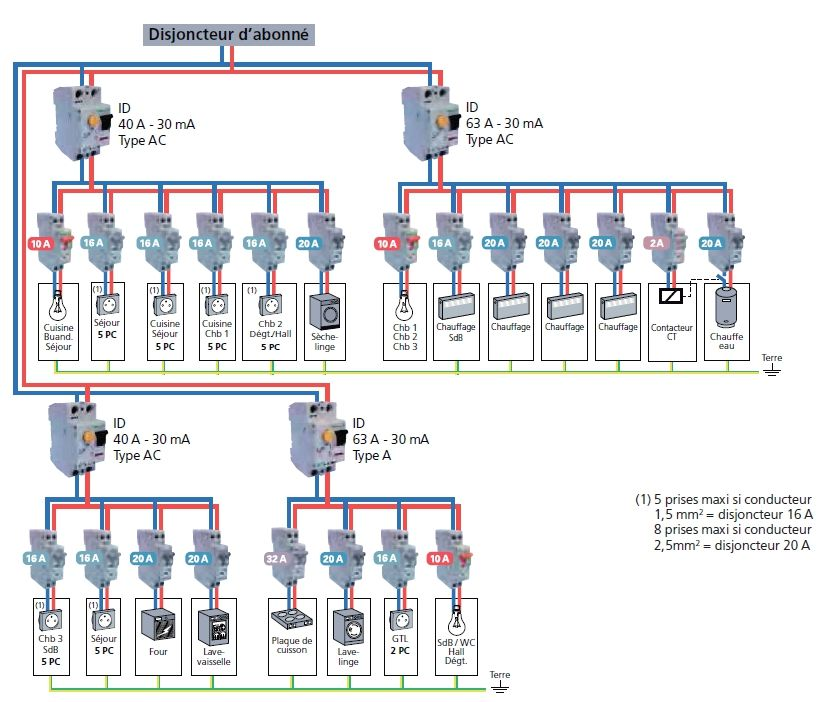 Disjoncteur d'abonné
ID
40 A - 30 mA
Type AC
ID
63 A - 30 mA
Type AC
10 A
16 A
16 A
16 A
16 A
20 A
10 A
16 A
20 A
20 A
20 A
2 A
20 A
Cuisine
Buand.
Séjour
(1)
Séjour
5 PC
(1)
Cuisine
Séjour
5 PC
(1)
Cuisine
Chb 1
5 PC
(1)
Chb 2
Dégt./Hall
5 PC
Sèche-
linge
Chb 1
Chb 2
Chb 3
Chauffage
SdB
Chauffage
Chauffage
Chauffage
Contacteur
CT
Chauffe
eau
Terre
ID
40 A - 30 mA
Type AC
ID
63 A - 30 mA
Type A
16 A
16 A
20 A
20 A
32 A
20 A
16 A
10 A
(1)
Chb 3
SdB
5 PC
(1)
Séjour
5 PC
Four
Lave-
vaisselle
Plaque de
cuisson
Lave-
linge
GTL
2 PC
SdB / WC
Hall
Dégt.
Terre
(1) 5 prises maxi si conducteur
1,5 mm² = disjoncteur 16 A
8 prises maxi si conducteur
2,5mm² = disjoncteur 20 A